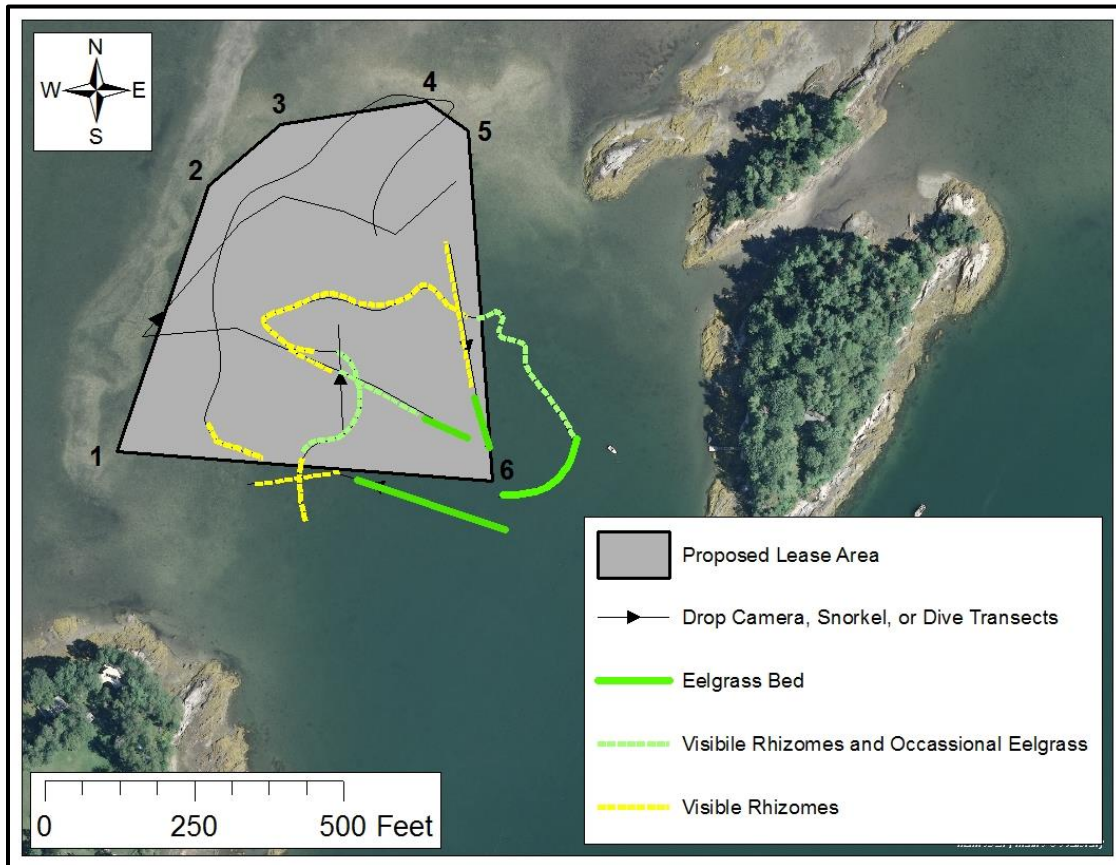 N
W E
S
4
3
5
2
1
6
Proposed Lease Area
Drop Camera, Snorkel, or Dive Transects
Eelgrass Bed
Visibile Rhizomes and Occassional Eelgrass
Visible Rhizomes
0 250 500 Feet